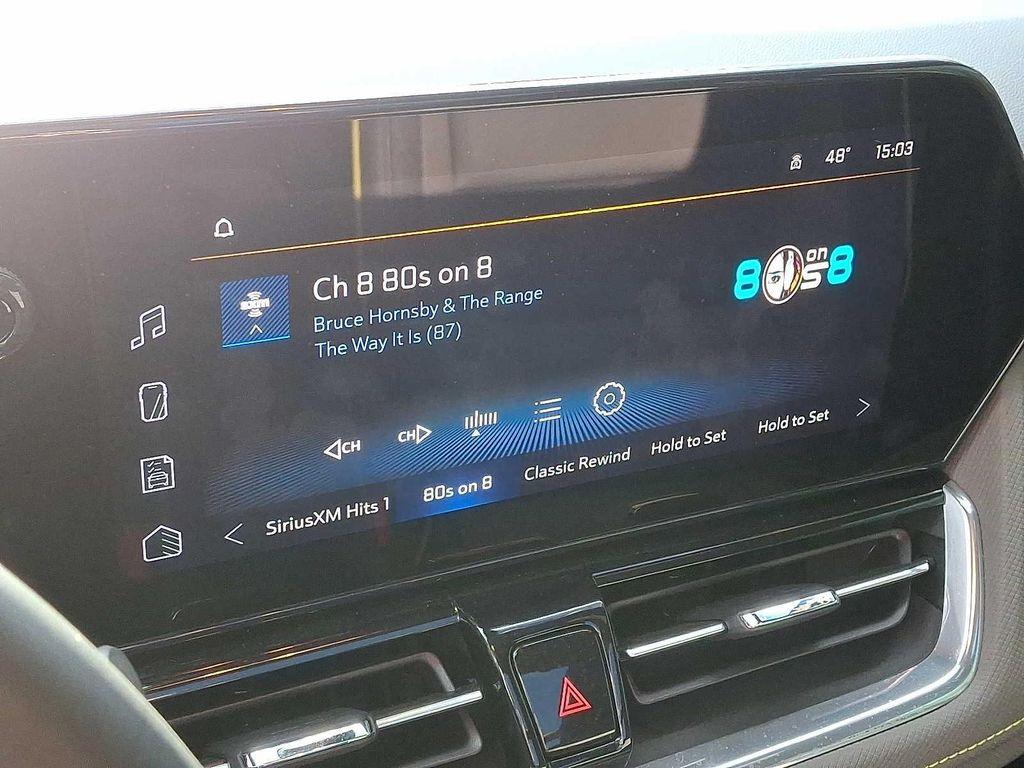 48° 15:03
Ch 8 80s on 8
Bruce Hornsby & The Range
The Way It Is (87)
8 on 8
CH
CH
SiriusXM Hits 1
80s on 8
Classic Rewind
Hold to Set
Hold to Set